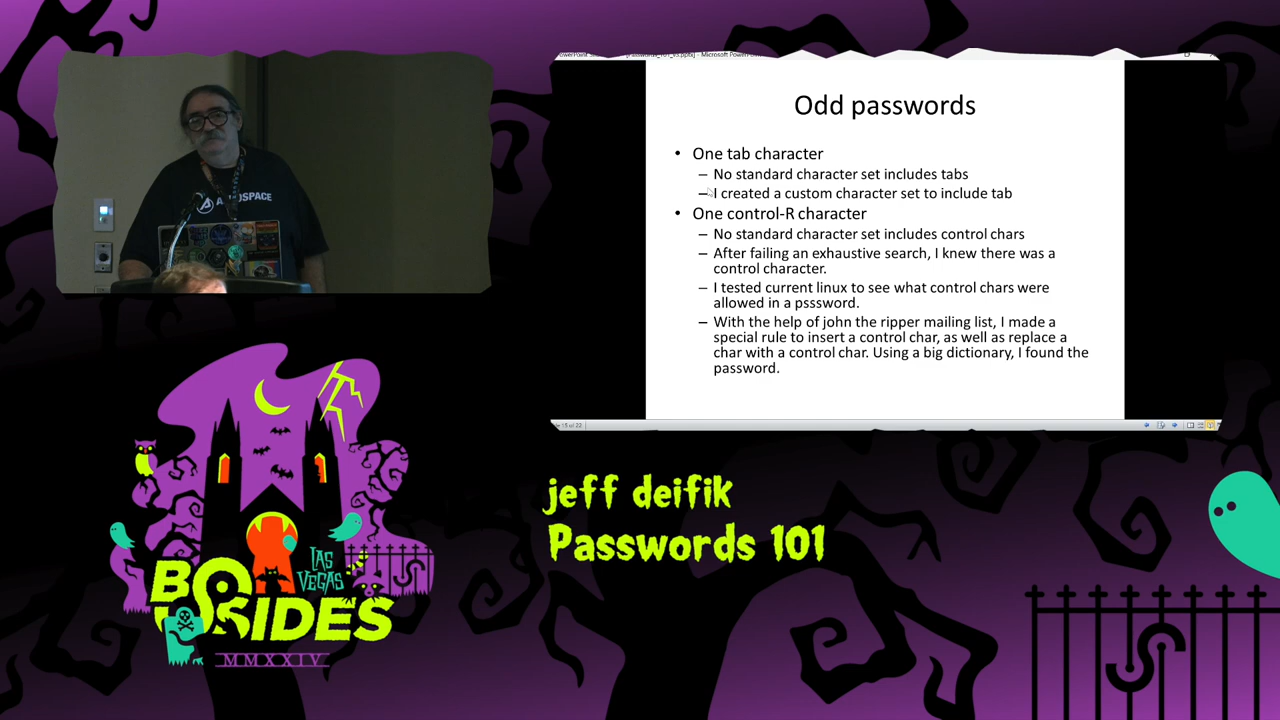 Odd passwords
• One tab character
– No standard character set includes tabs
– I created a custom character set to include tab
• One control-R character
– No standard character set includes control chars
– After failing an exhaustive search, I knew there was a
control character.
– I tested current linux to see what control chars were
allowed in a psssword.
– With the help of john the ripper mailing list, I made a
special rule to insert a control char, as well as replace a
char with a control char. Using a big dictionary, I found the
password.
15 of 22
jeff deifik
Passwords 101
LAS
VEGAS
BSIDES
MMXXIV